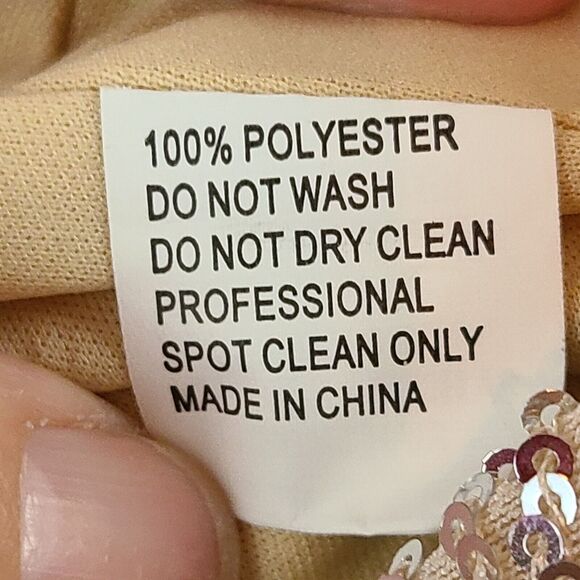 100% POLYESTER
DO NOT WASH
DO NOT DRY CLEAN
PROFESSIONAL
SPOT CLEAN ONLY
MADE IN CHINA